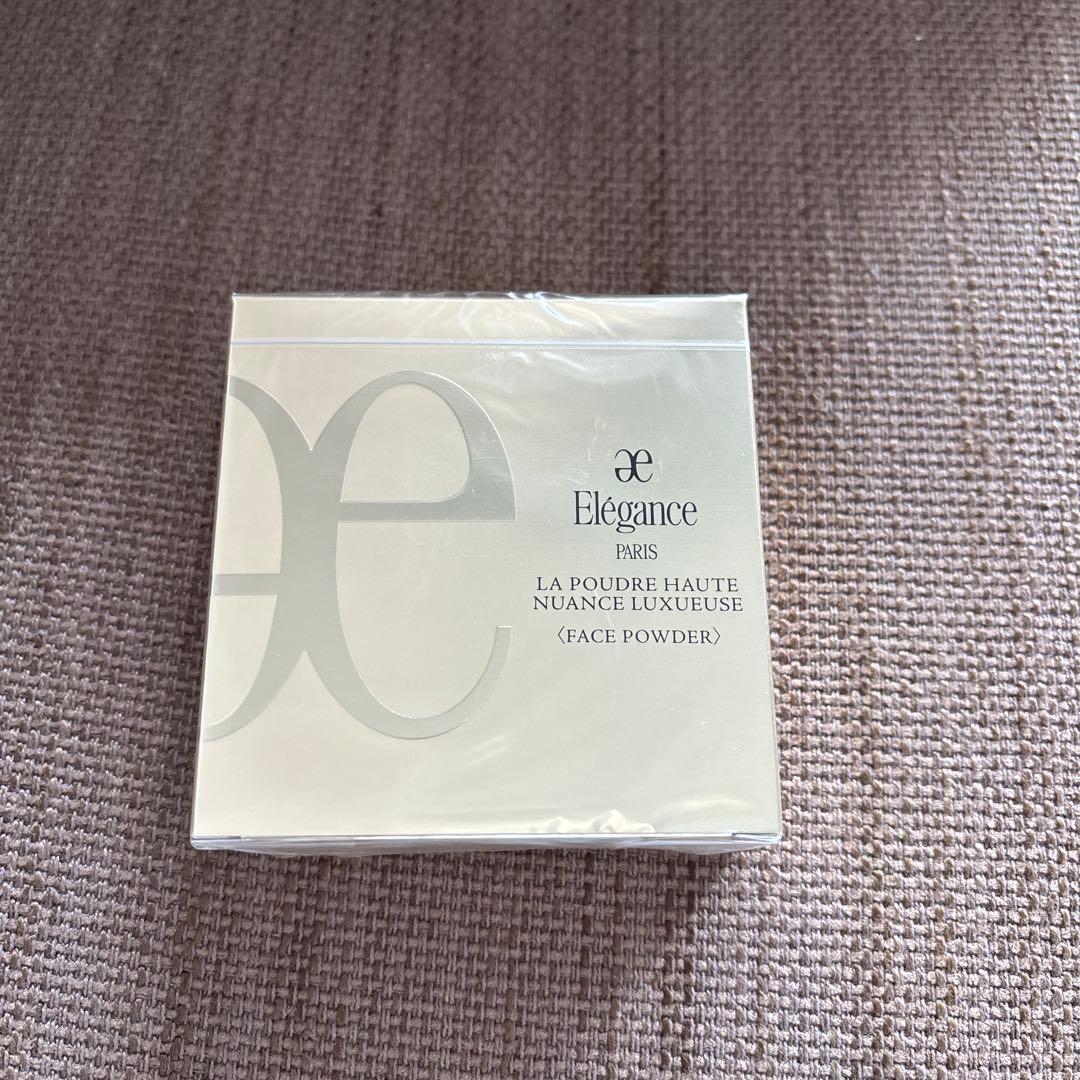 æ
Elégance
PARIS
LA POUDRE HAUTE
NUANCE LUXUEUSE
〈FACE POWDER〉